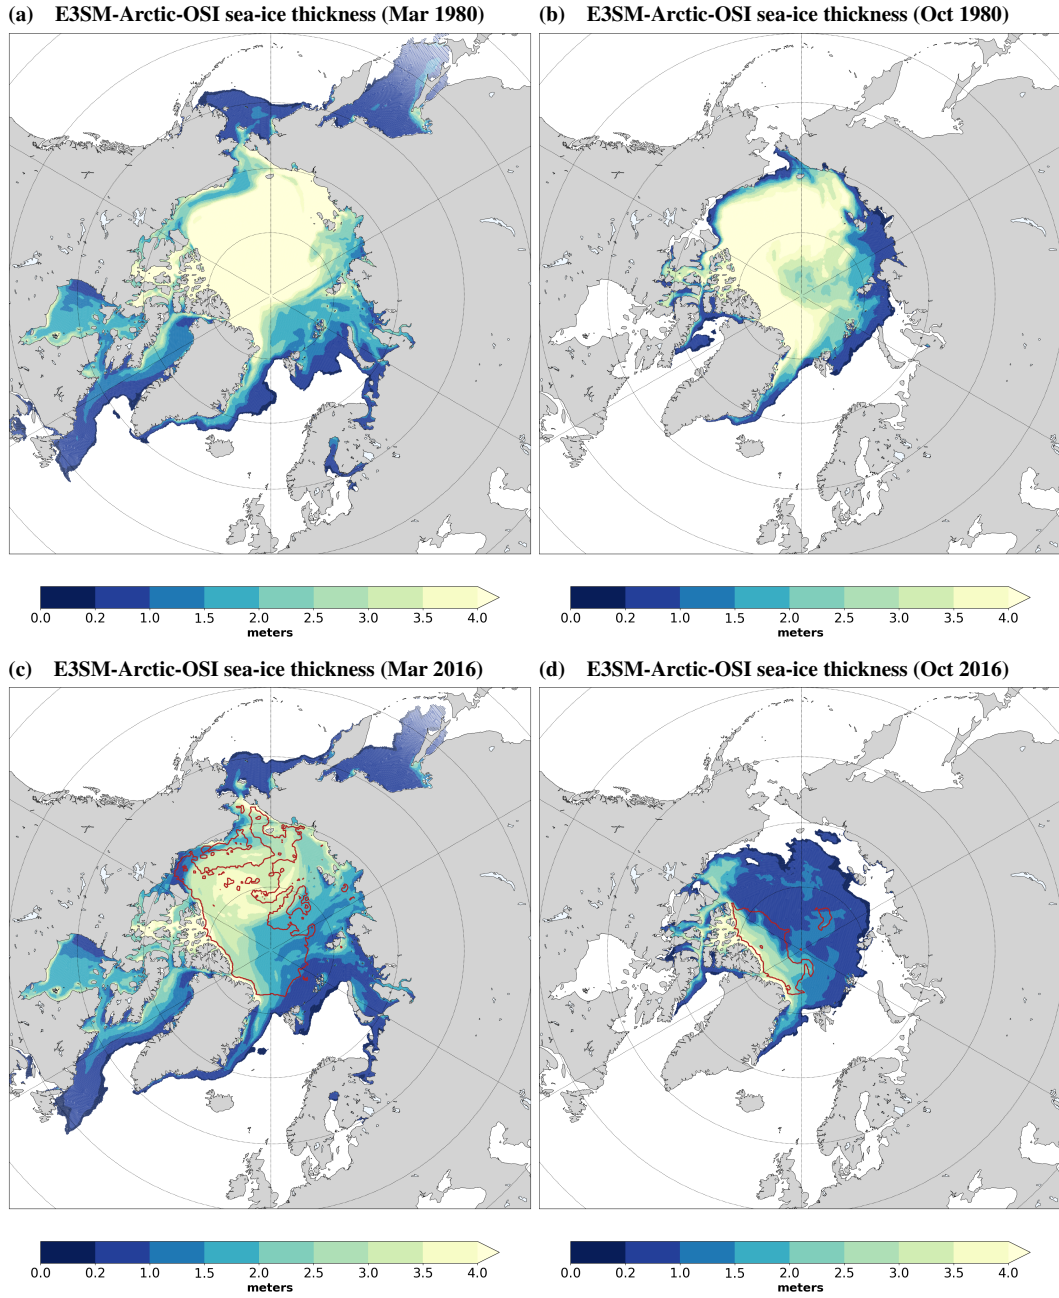 (a) E3SM-Arctic-OSI sea-ice thickness (Mar 1980)
(b) E3SM-Arctic-OSI sea-ice thickness (Oct 1980)
0.0 0.2 1.0 1.5 2.0 2.5 3.0 3.5 4.0
meters
0.0 0.2 1.0 1.5 2.0 2.5 3.0 3.5 4.0
meters
(c) E3SM-Arctic-OSI sea-ice thickness (Mar 2016)
(d) E3SM-Arctic-OSI sea-ice thickness (Oct 2016)
0.0 0.2 1.0 1.5 2.0 2.5 3.0 3.5 4.0
meters
0.0 0.2 1.0 1.5 2.0 2.5 3.0 3.5 4.0
meters